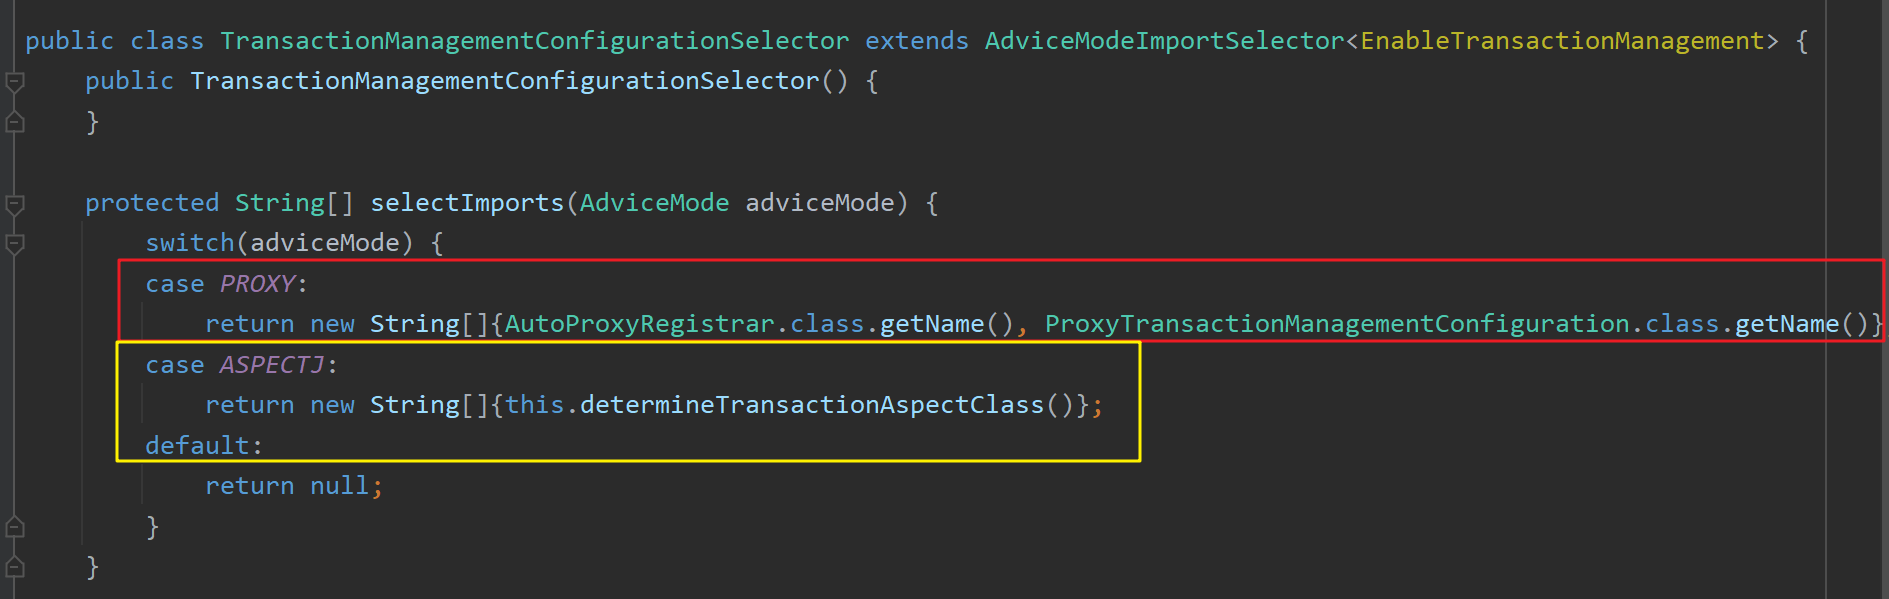 public class TransactionManagementConfigurationSelector extends AdviceModeImportSelector<EnableTransactionManagement> {
    public TransactionManagementConfigurationSelector() {
    }

    protected String[] selectImports(AdviceMode adviceMode) {
        switch(adviceMode) {
        case PROXY:
            return new String[]{AutoProxyRegistrar.class.getName(), ProxyTransactionManagementConfiguration.class.getName()}
        case ASPECTJ:
            return new String[]{this.determineTransactionAspectClass()};
        default:
            return null;
        }
    }